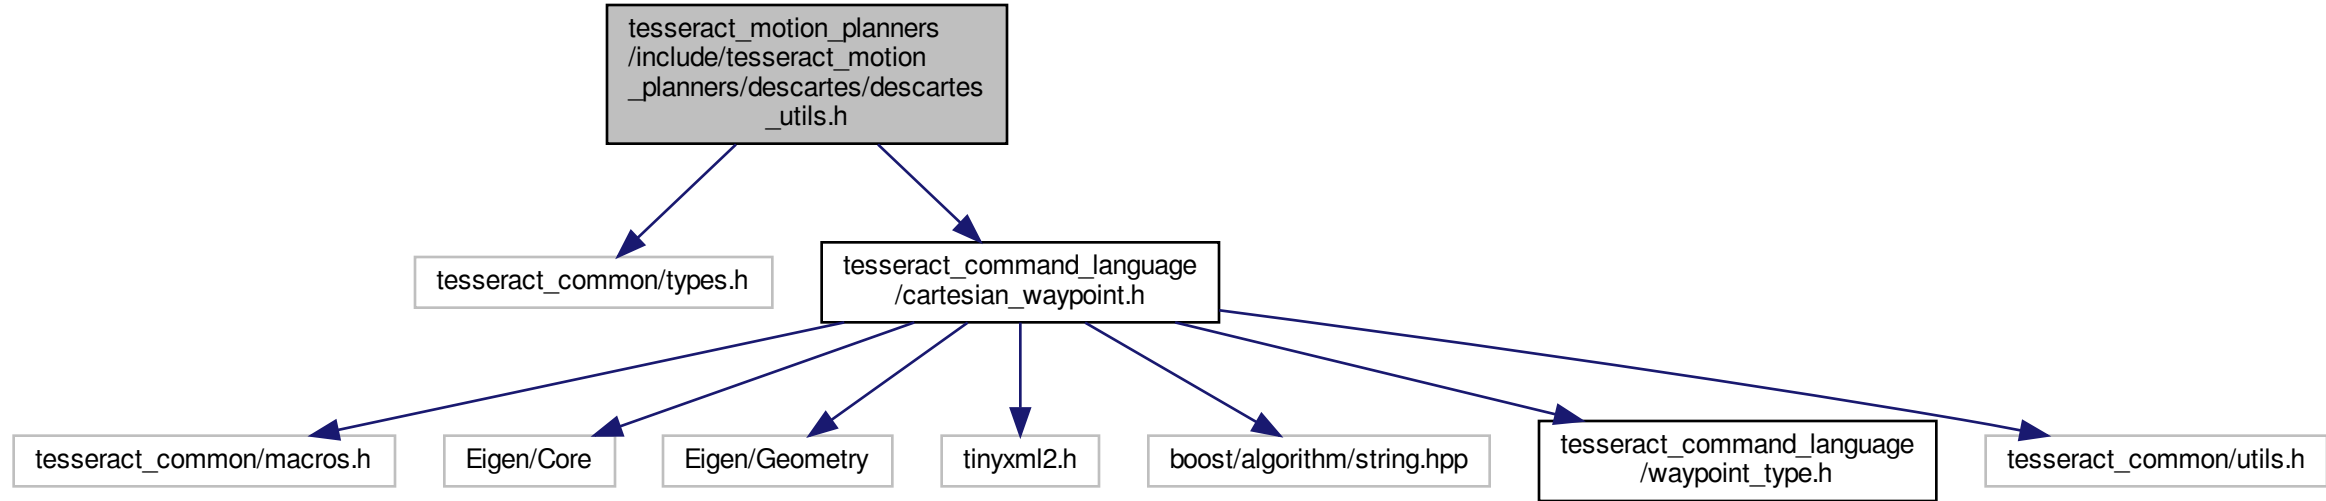 tesseract_motion_planners
/include/tesseract_motion
_planners/descartes/descartes
_utils.h
tesseract_common/types.h
tesseract_command_language
/cartesian_waypoint.h
tesseract_common/macros.h
Eigen/Core
Eigen/Geometry
tinyxml2.h
boost/algorithm/string.hpp
tesseract_command_language
/waypoint_type.h
tesseract_common/utils.h